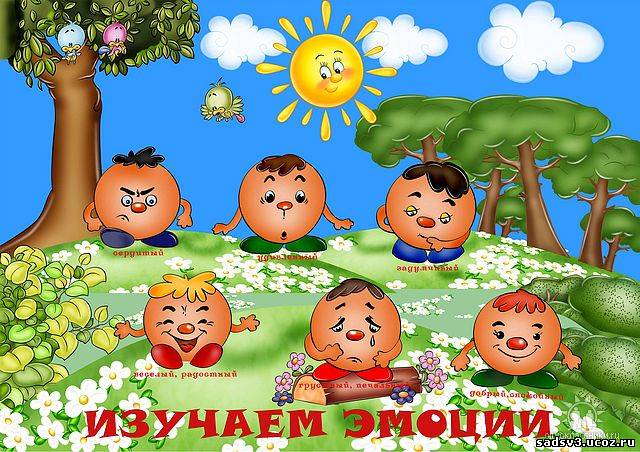 сердитый
удивленный
задумчивый
веселый, радостный
грустный, печальный
добрый,спокойный
ИЗУЧАЕМ ЭМОЦИИ
sadsv3.ucoz.ru